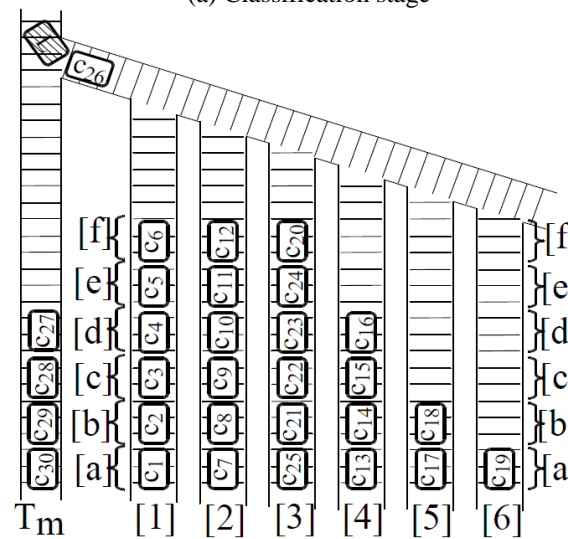 (a) Classification stage
c26
[f] c6 c12 c20 [f
[e] c5 c11 c24 [e
c27 [d] c4 c10 c23 c16 [d
c28 [c] c3 c9 c22 c15 [c
c29 [b] c2 c8 c21 c14 c18 [b
c30 [a] c1 c7 c25 c13 c17 c19 [a
Tm [1] [2] [3] [4] [5] [6]